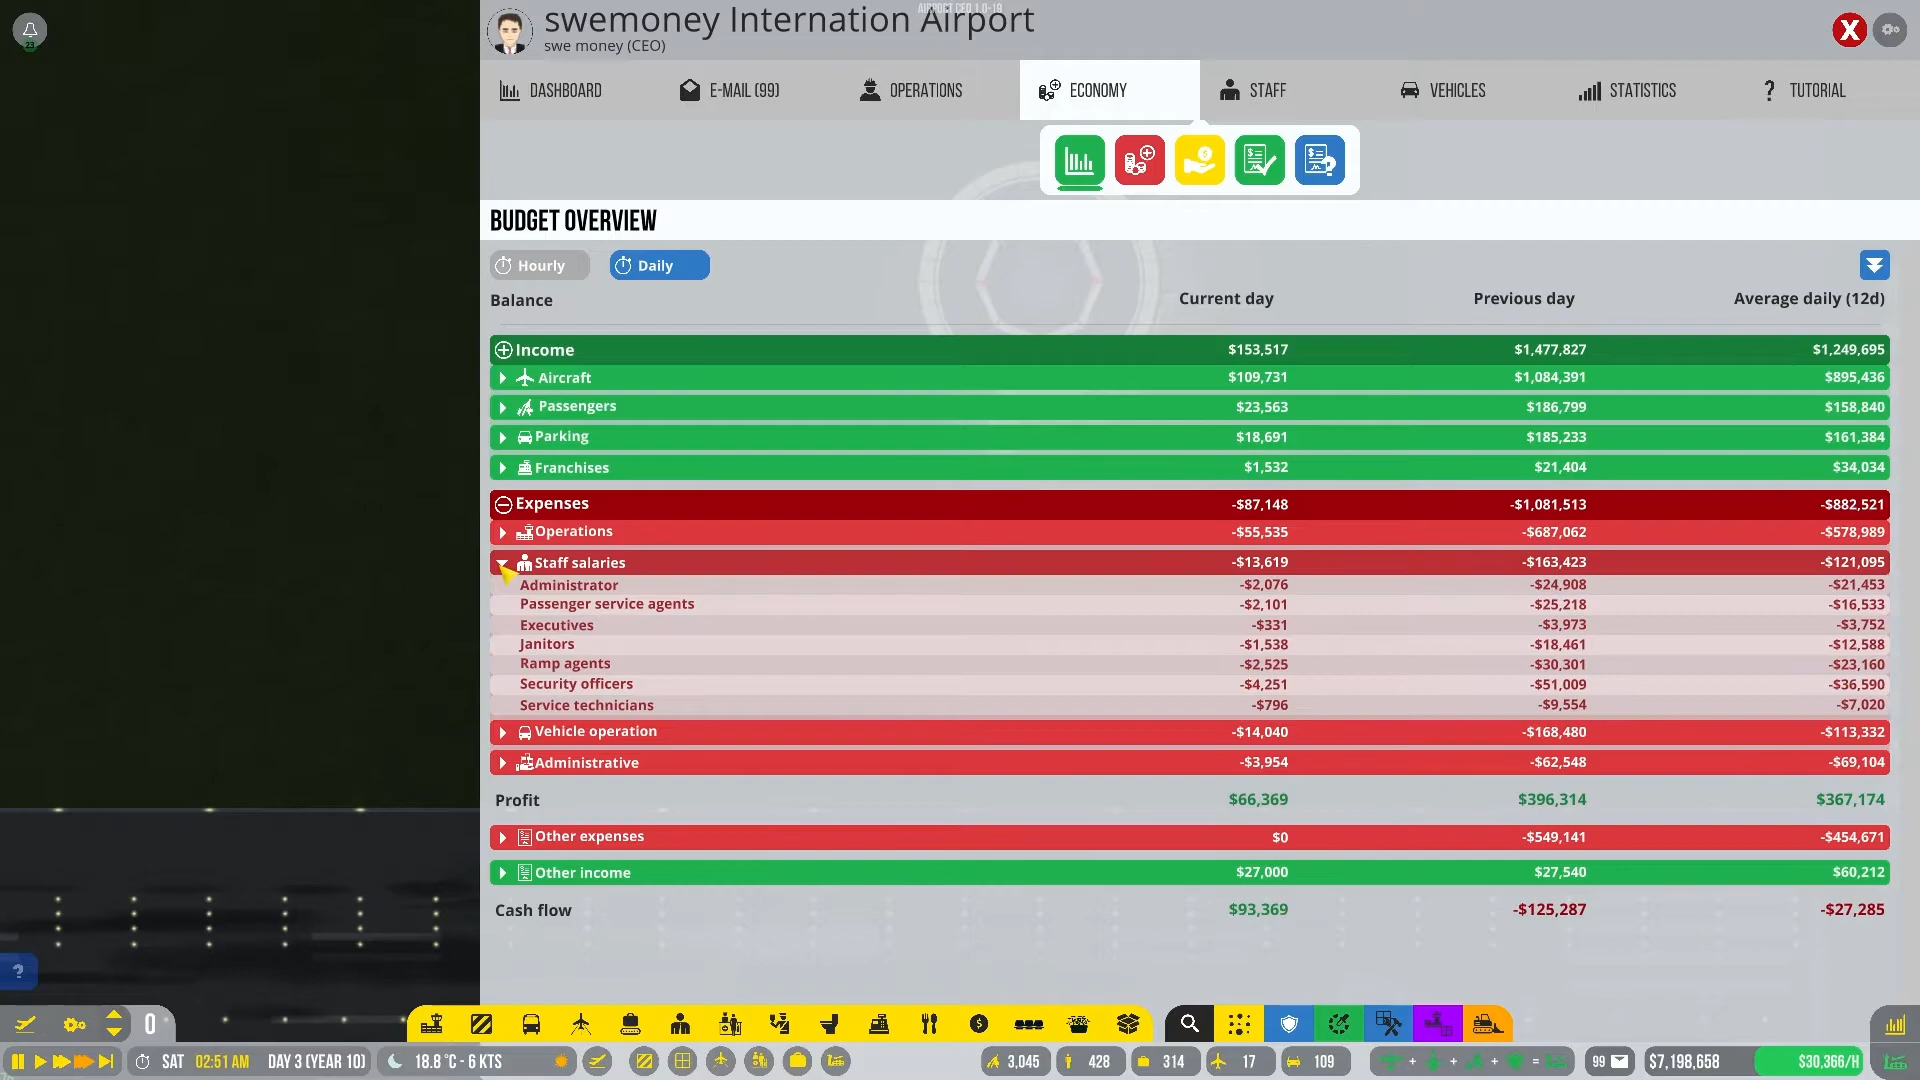 AIRPORT CEO 1.0-19
swemoney Internation Airport
swe money (CEO)
X
23
DASHBOARD E-MAIL (99) OPERATIONS ECONOMY STAFF VEHICLES STATISTICS ? TUTORIAL
BUDGET OVERVIEW
Hourly Daily
Balance Current day Previous day Average daily (12d)
Income $153,517 $1,477,827 $1,249,695
Aircraft $109,731 $1,084,391 $895,436
Passengers $23,563 $186,799 $158,840
Parking $18,691 $185,233 $161,384
Franchises $1,532 $21,404 $34,034
Expenses -$87,148 -$1,081,513 -$882,521
Operations -$55,535 -$687,062 -$578,989
Staff salaries -$13,619 -$163,423 -$121,095
Administrator -$2,076 -$24,908 -$21,453
Passenger service agents -$2,101 -$25,218 -$16,533
Executives -$331 -$3,973 -$3,752
Janitors -$1,538 -$18,461 -$12,588
Ramp agents -$2,525 -$30,301 -$23,160
Security officers -$4,251 -$51,009 -$36,590
Service technicians -$796 -$9,554 -$7,020
Vehicle operation -$14,040 -$168,480 -$113,332
Administrative -$3,954 -$62,548 -$69,104
Profit $66,369 $396,314 $367,174
Other expenses $0 -$549,141 -$454,671
Other income $27,000 $27,540 $60,212
Cash flow $93,369 -$125,287 -$27,285
?
0
SAT 02:51 AM DAY 3 (YEAR 10) 18.8 °C - 6 KTS 3,045 428 314 17 109 + + + = 99 $7,198,658 $30,366/H